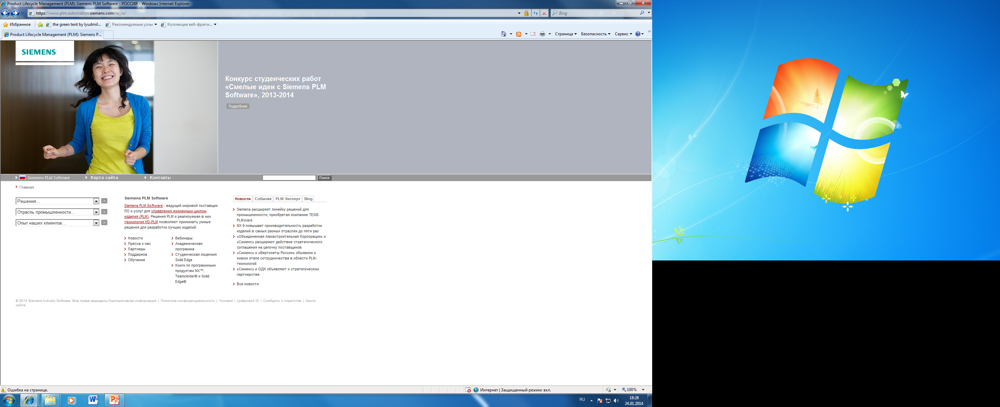 Product Lifecycle Management (PLM): Siemens PLM Software - РОССИЯ - Windows Internet Explorer
https://www.plm.automation.siemens.com/ru_ru/
Bing
Избранное
the green tent by lyudmil...
Рекомендуемые узлы
Коллекция веб-фрагм...
Product Lifecycle Management (PLM): Siemens P...
Страница
Безопасность
Сервис
SIEMENS
Конкурс студенческих работ
«Смелые идеи с Siemens PLM
Software», 2013-2014
Подробнее
Siemens PLM Software
Карта сайта
Контакты
Поиск
Главная
Решения...
Отрасль промышленности...
Опыт наших клиентов...
Siemens PLM Software
Siemens PLM Software - ведущий мировой поставщик
ПО и услуг для управления жизненным циклом
изделия (PLM). Решения PLM и реализуемая в них
технология HD-PLM позволяют принимать умные
решения для разработки лучших изделий.
Новости
Пресса о нас
Партнеры
Поддержка
Обучение
Вебинары
Академическая
программа
Студенческая лицензия
Solid Edge
Книги по программным
продуктам NX™,
Teamcenter® и Solid
Edge®
Новости
События
PLM Эксперт
Blog
Siemens расширяет линейку решений для
промышленности, приобретая компанию TESIS
PLMware
NX 9 повышает производительность разработки
изделий в самых разных отраслях до пяти раз
«Объединенная Авиастроительная Корпорация» и
«Сименс» расширяют действие стратегического
соглашения на цепочку поставщиков
«Сименс» и «Вертолеты России» объявили о
новом этапе сотрудничества в области PLM-
технологий
«Сименс» и ОДК объявляют о стратегическом
партнерстве
Все новости
© 2014 Siemens Industry Software. Все права защищены.Корпоративная информация | Политика конфиденциальности | Условия | Цифровой ID | Сообщить о пиратстве | Карта
сайта
Ошибка на странице.
Интернет | Защищенный режим: вкл.
100%
RU
18:28
24.01.2014